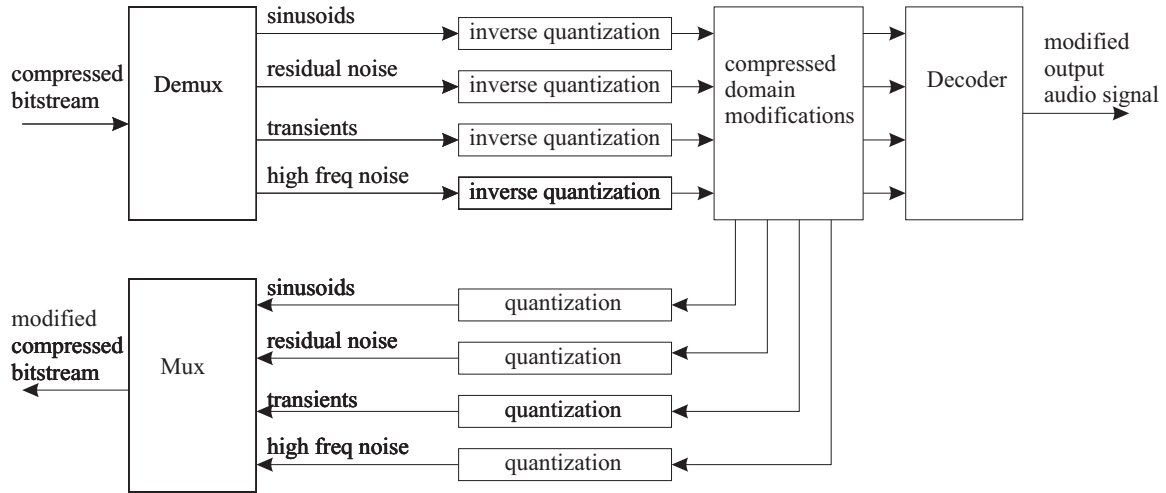 compressed
bitstream
Demux
sinusoids
residual noise
transients
high freq noise
inverse quantization
inverse quantization
inverse quantization
inverse quantization
compressed
domain
modifications
Decoder
modified
output
audio signal
modified
compressed
bitstream
Mux
sinusoids
residual noise
transients
high freq noise
quantization
quantization
quantization
quantization